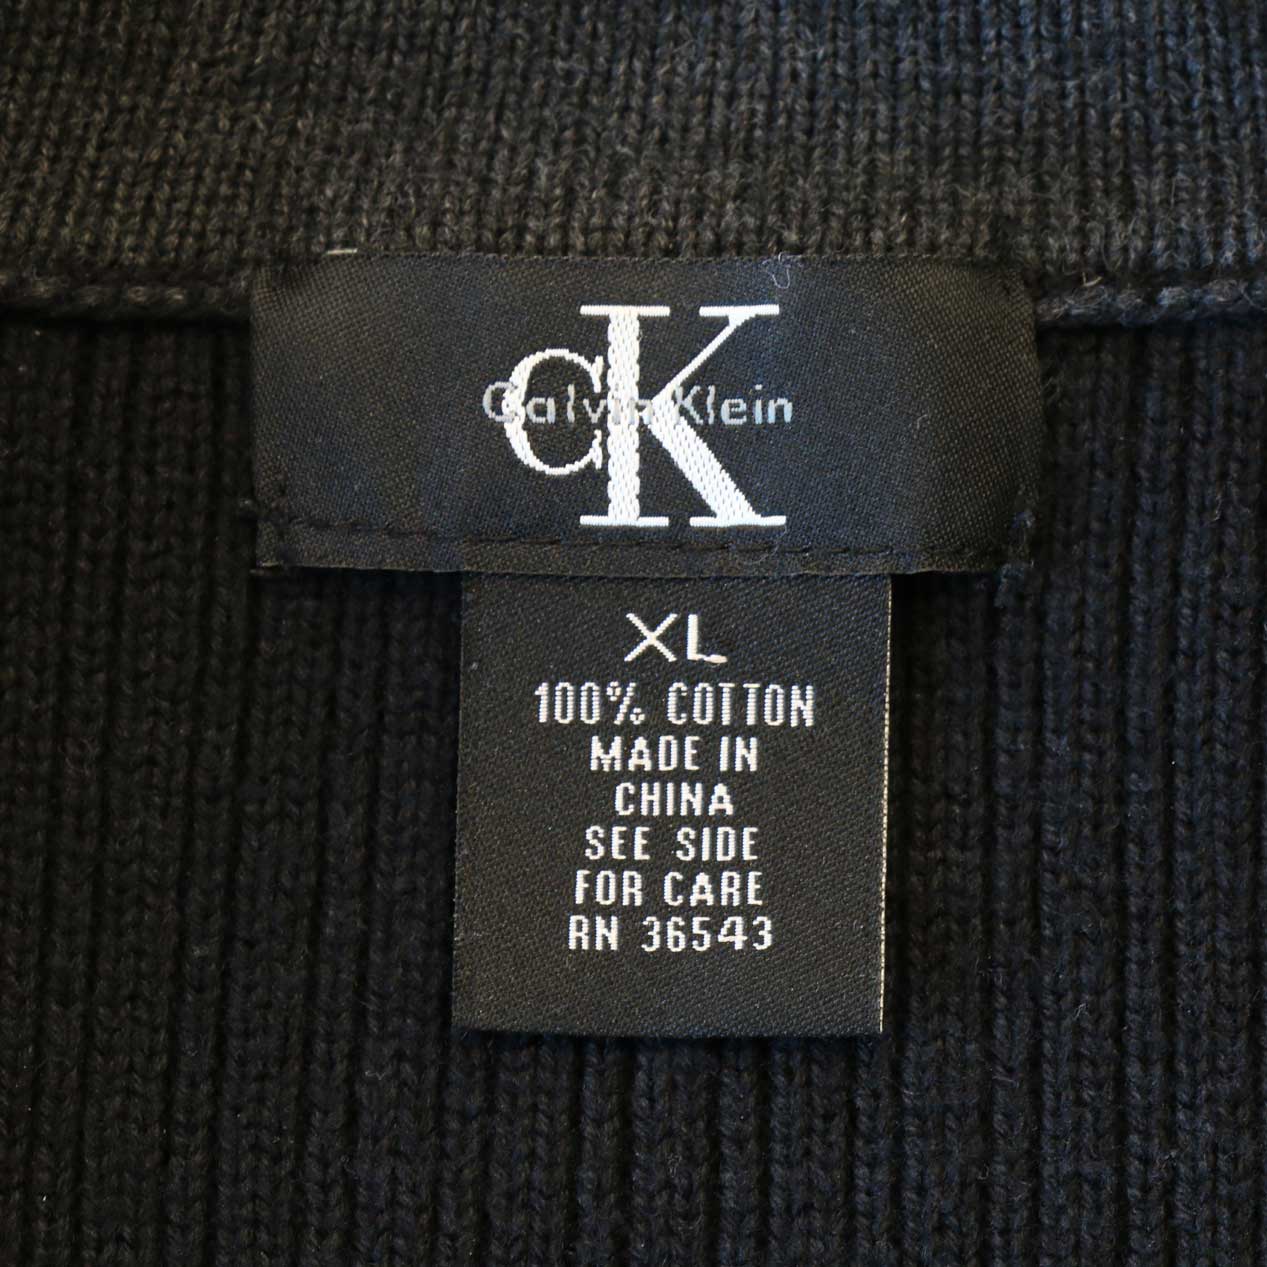 cK
Calvin Klein
XL
100% COTTON
MADE IN
CHINA
SEE SIDE
FOR CARE
RN 36543